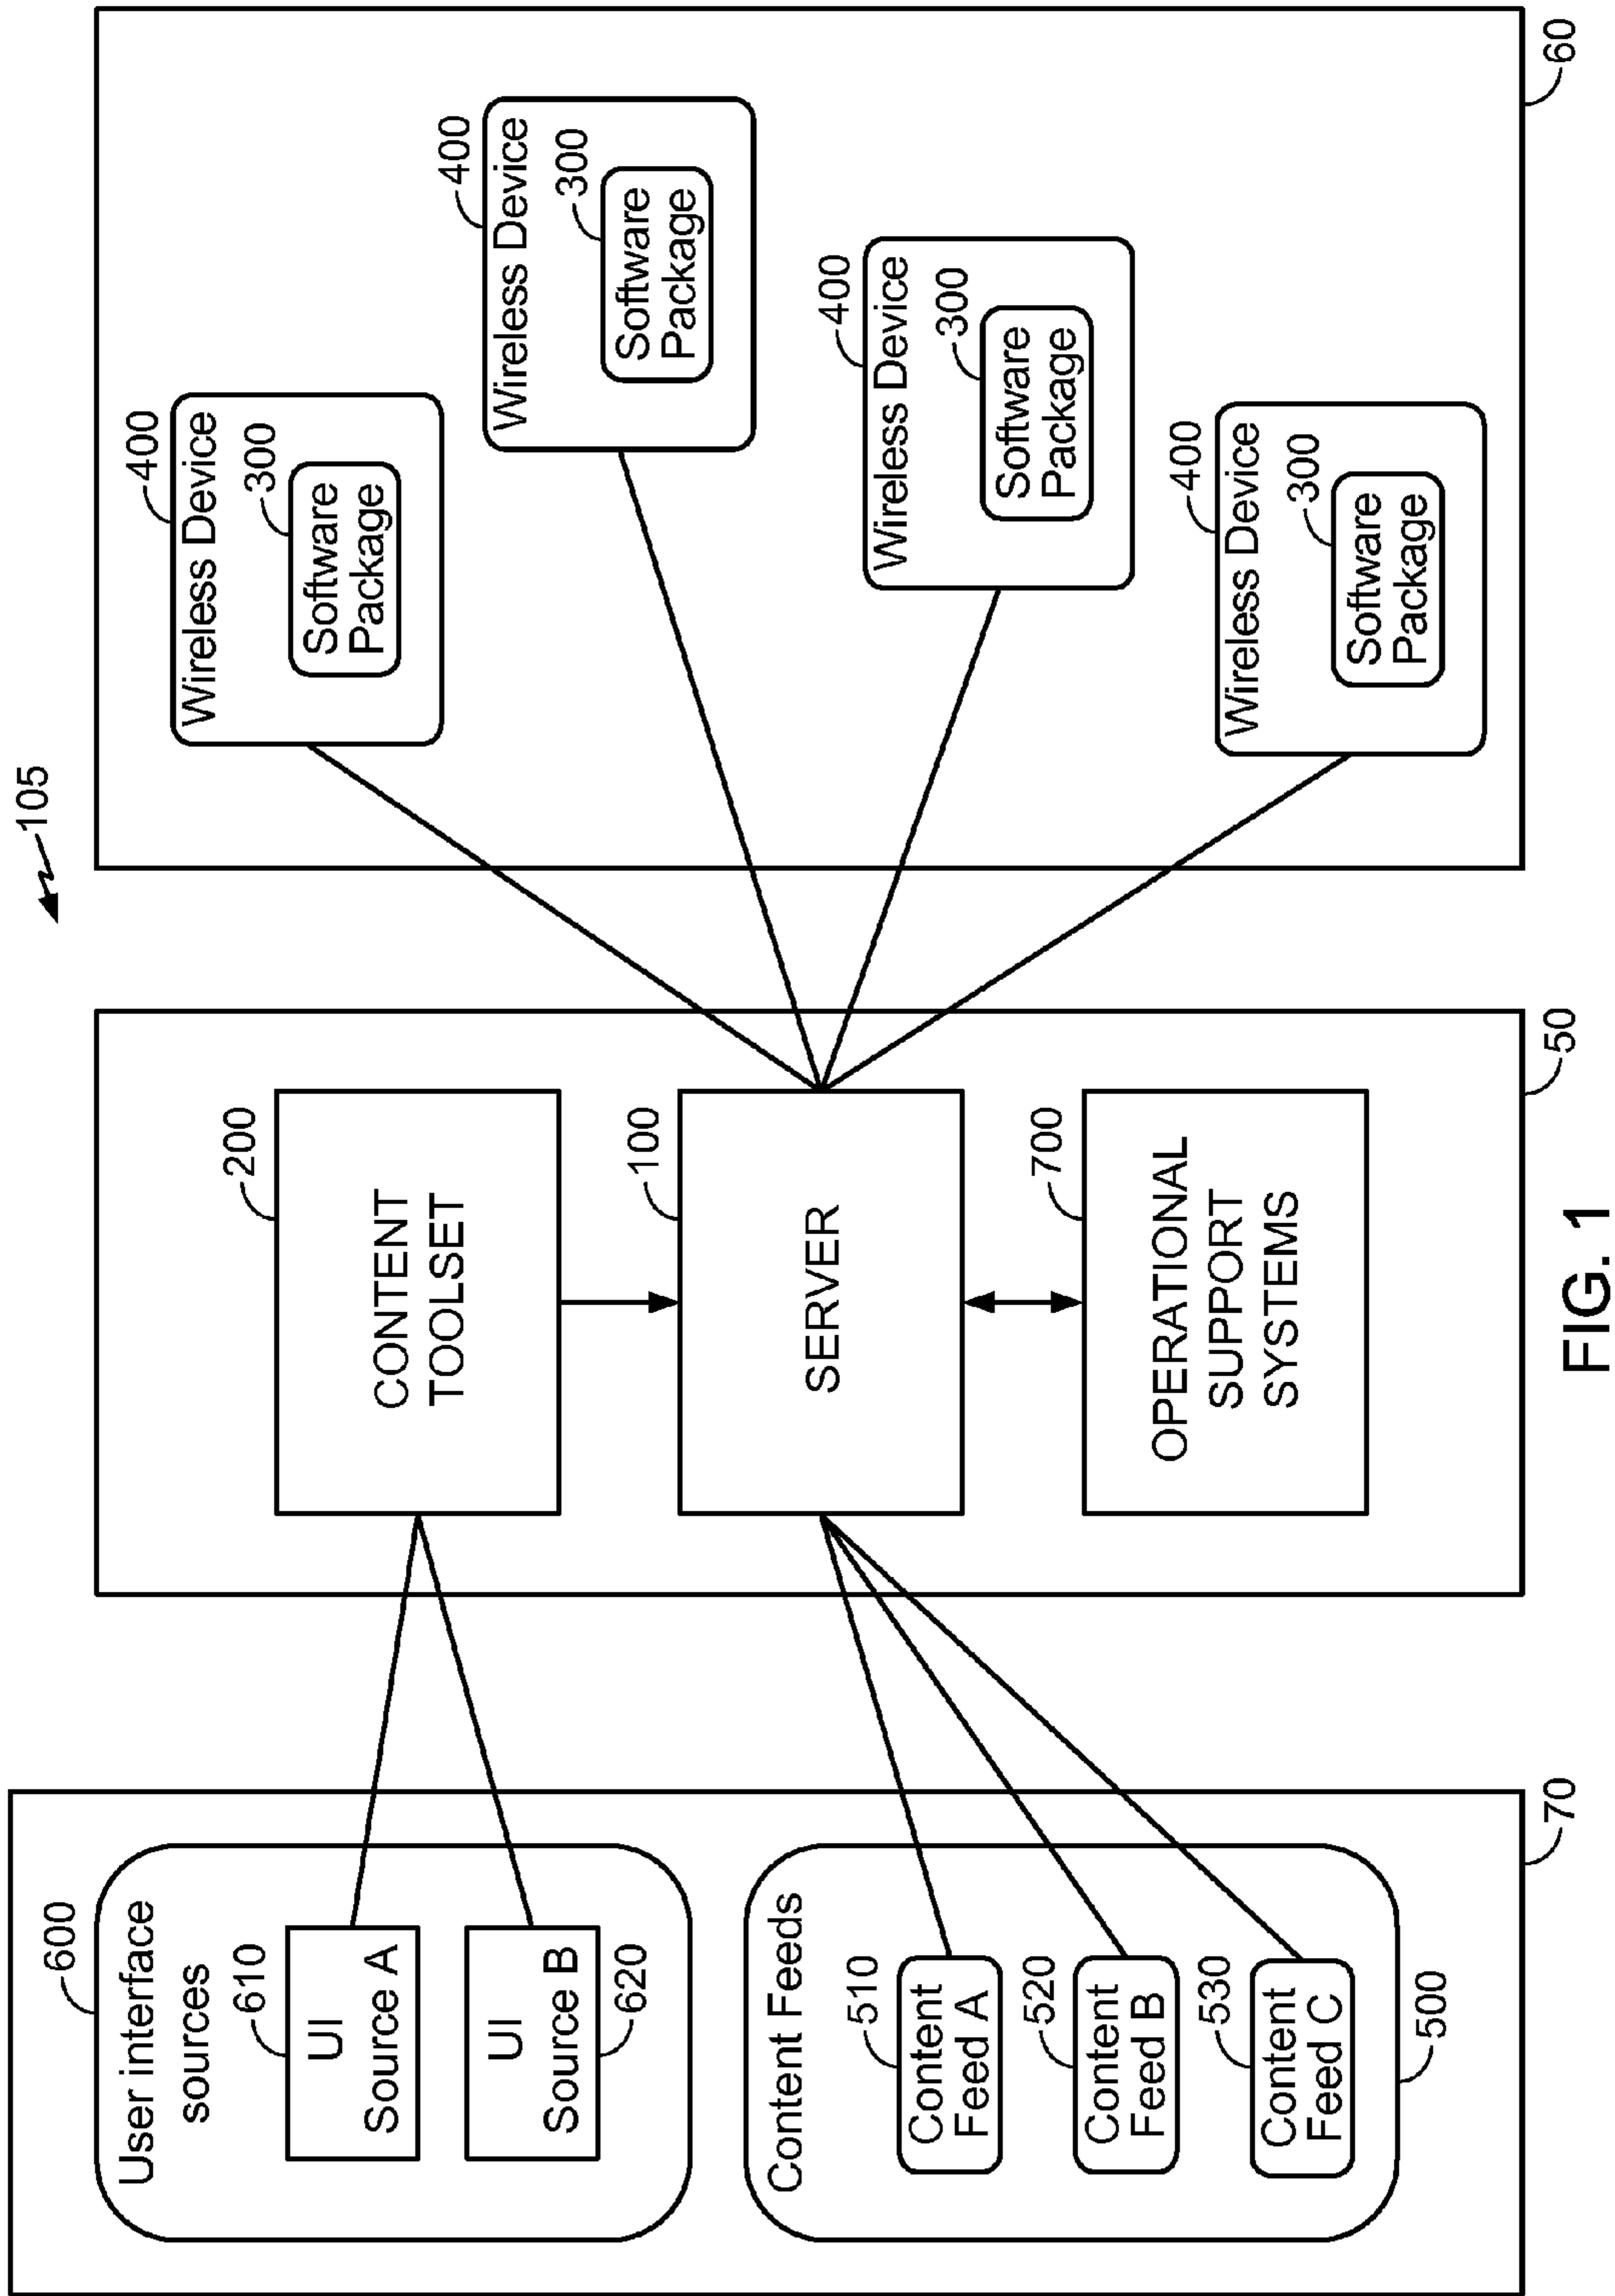 105
600
User interface
sources
610
UI
Source A
UI
Source B
620
Content Feeds
510
Content
Feed A
520
Content
Feed B
530
Content
Feed C
500
70
200
CONTENT
TOOLSET
100
SERVER
700
OPERATIONAL
SUPPORT
SYSTEMS
50
400
Wireless Device
300
Software
Package
400
Wireless Device
300
Software
Package
400
Wireless Device
300
Software
Package
400
Wireless Device
300
Software
Package
60
FIG. 1